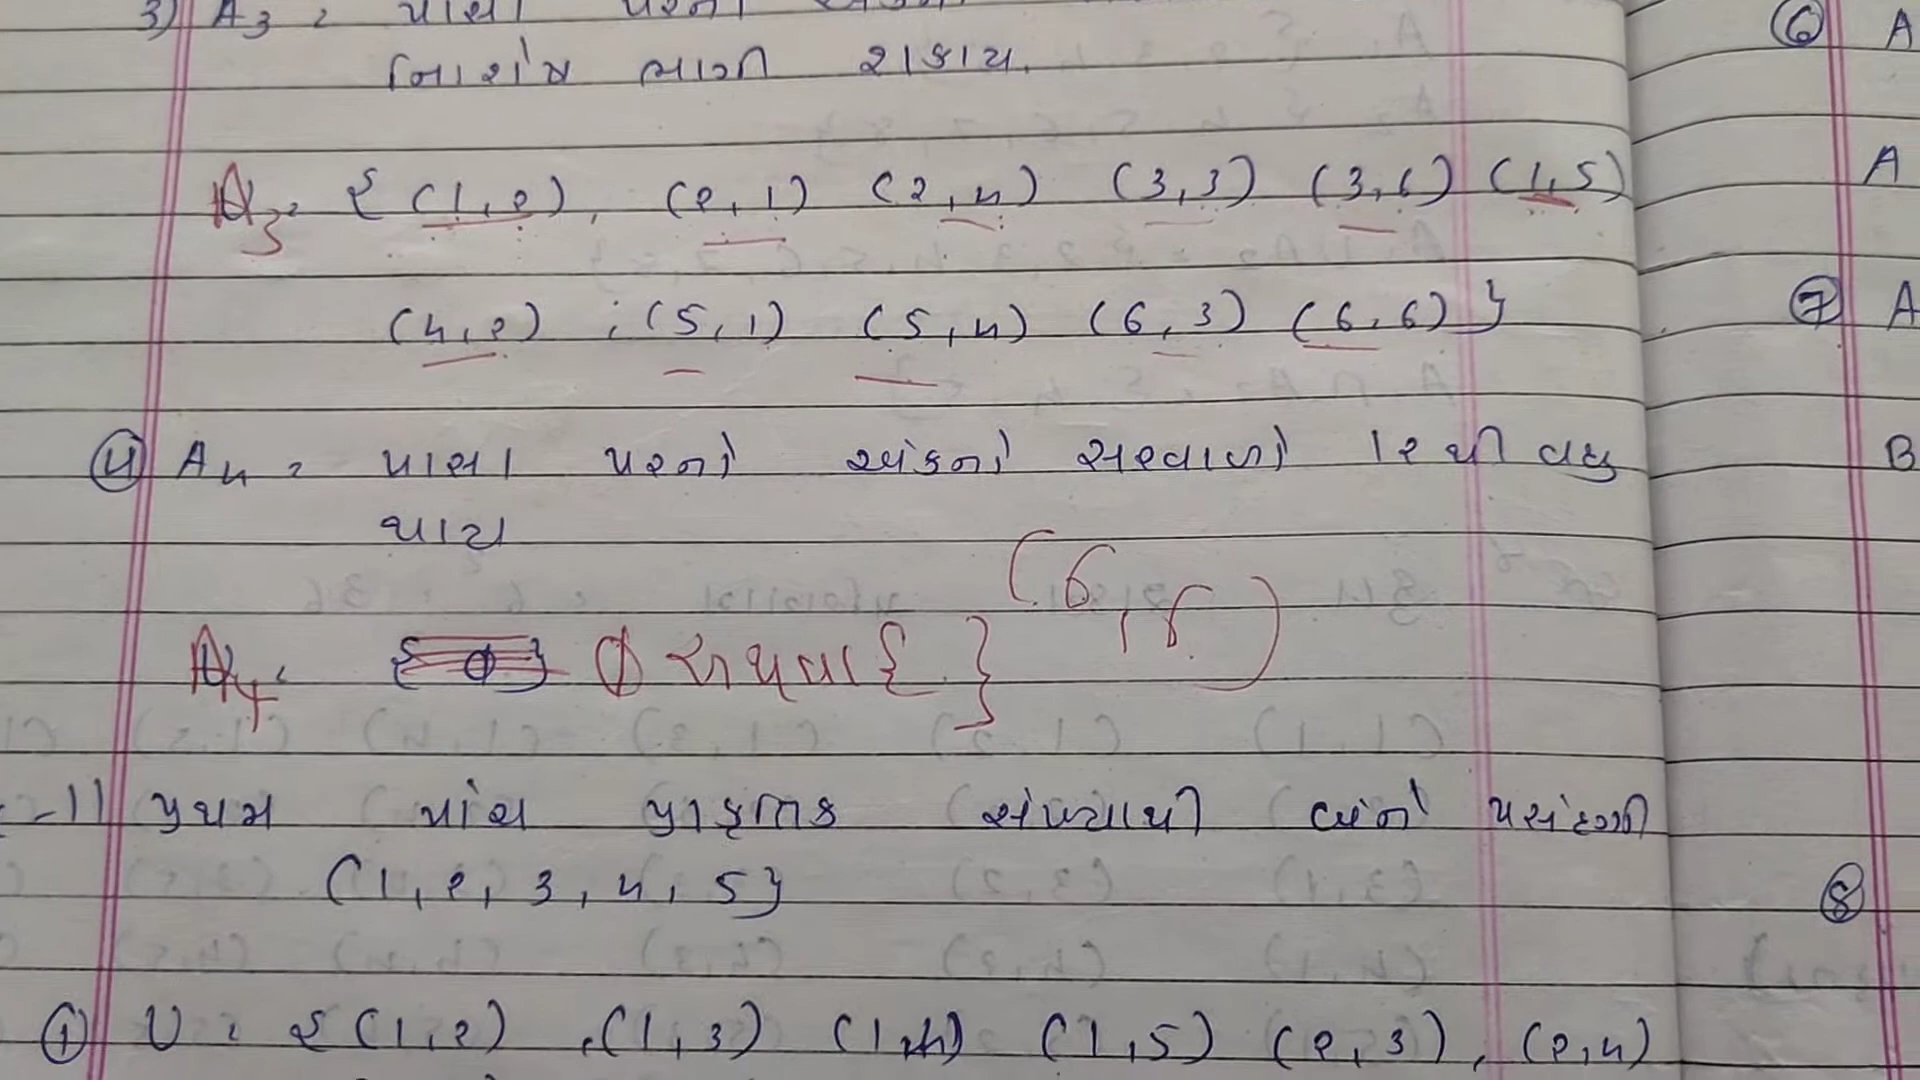 3) A3 = પાસા પરના
નિઃશેષ ભાગી શકાય.
A3 = { (1,2), (2,1) (2,4) (3,3) (3,6) (1,5)
(4,2), (5,1) (5,4) (6,3) (6,6) }
(4) A4 = પાસા પરનો અંકનો સરવાળો 12 થી વધુ
થાય
(6,6)
A4 = {ϕ} ϕ અથવા { }
-1) પ્રથમ પાંચ પ્રાકૃતિક સંખ્યાથી બંને પસંદગી
(1, 2, 3, 4, 5}
(1) U = { (1,2), (1,3) (1,4) (1,5) (2,3), (2,4)
(6) A
A
(7) A
B
(8)